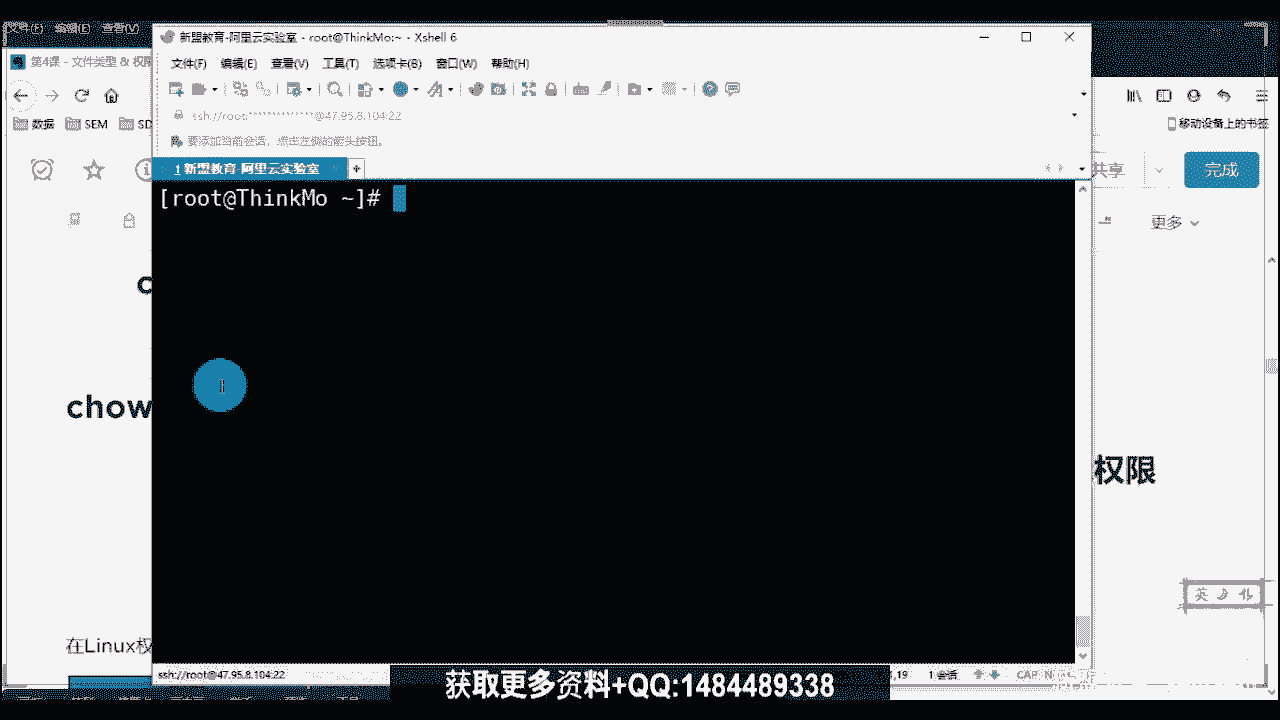 文件(F) 编辑(E) 查看(V)
新盟教育-阿里云实验室 - root@ThinkMo:~ - Xshell 6
第4课 - 文件类型 & 权限
文件(F) 编辑(E) 查看(V) 工具(T) 选项卡(B) 窗口(W) 帮助(H)
ssh://root:**************@47.95.8.104:22
数据 SEM SD
移动设备上的书签
要添加当前会话，点击左侧的箭头按钮。
1 新盟教育-阿里云实验室 +
共享 完成
[root@ThinkMo ~]#
更多
c
chow
权限
英
在Linux权
ssh://root@47.95.8.104:22
,19 1 会话 CAP N
获取更多资料+QQ:1484489338